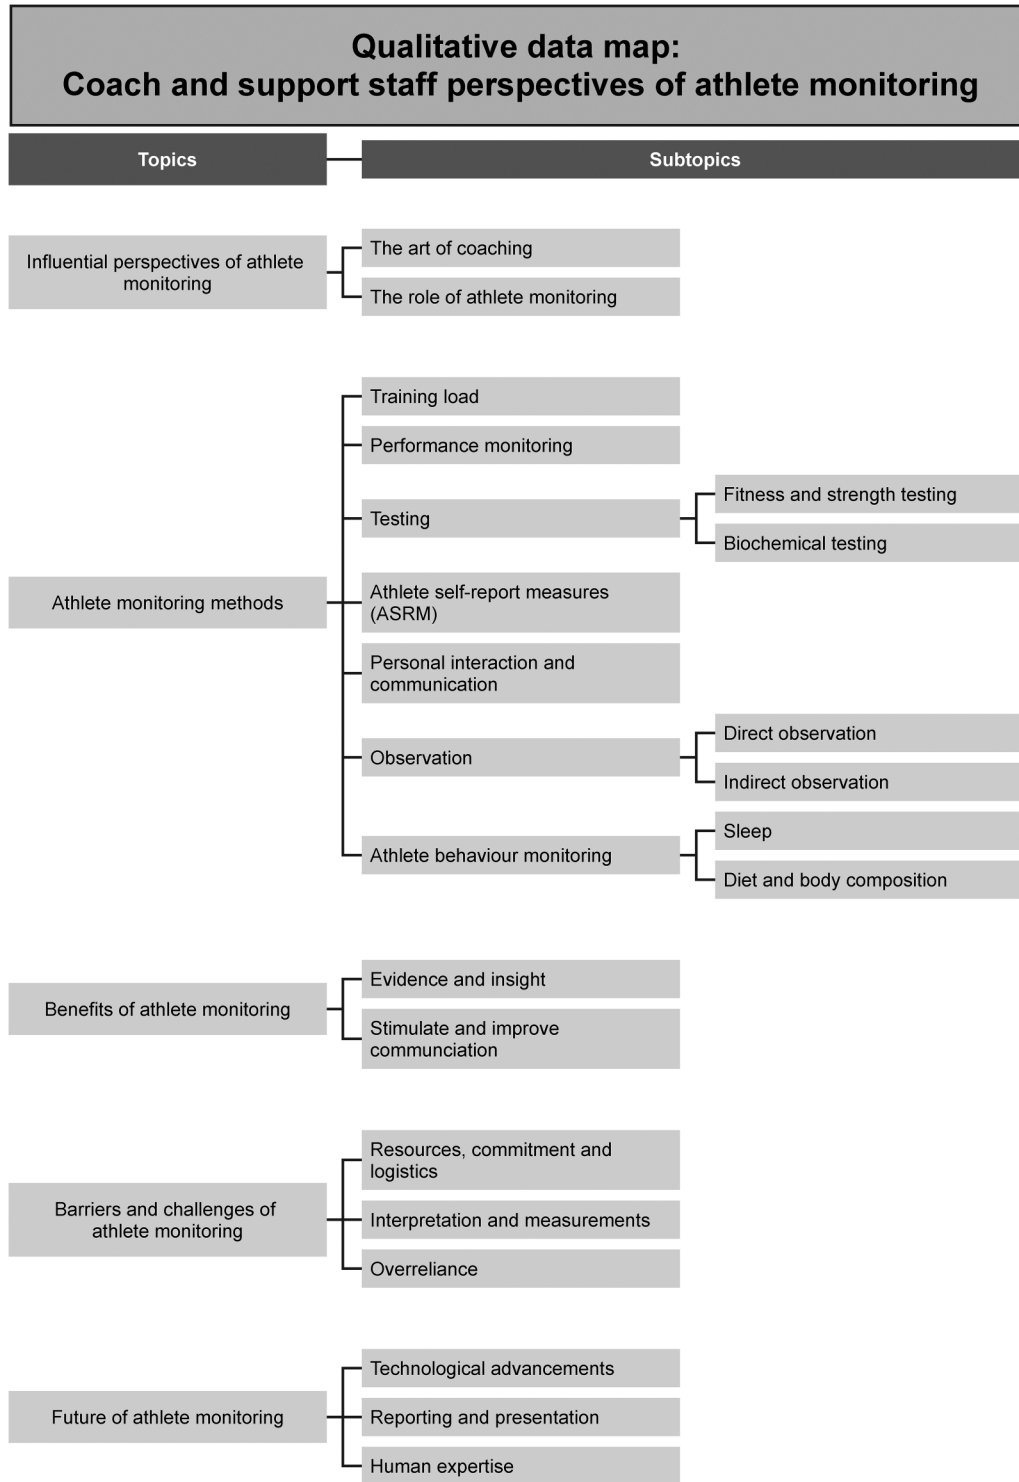 Qualitative data map:
Coach and support staff perspectives of athlete monitoring
Topics
Subtopics
Influential perspectives of athlete
monitoring
The art of coaching
The role of athlete monitoring
Athlete monitoring methods
Training load
Performance monitoring
Testing
Fitness and strength testing
Biochemical testing
Athlete self-report measures
(ASRM)
Personal interaction and
communication
Observation
Direct observation
Indirect observation
Athlete behaviour monitoring
Sleep
Diet and body composition
Benefits of athlete monitoring
Evidence and insight
Stimulate and improve
communciation
Barriers and challenges of
athlete monitoring
Resources, commitment and
logistics
Interpretation and measurements
Overreliance
Future of athlete monitoring
Technological advancements
Reporting and presentation
Human expertise